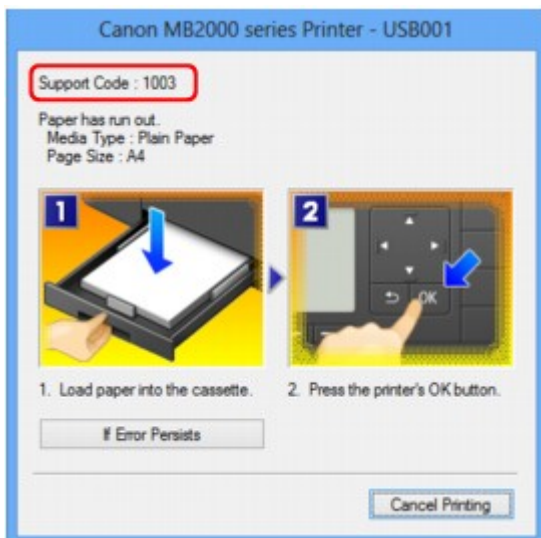 Canon MB2000 series Printer - USB001
Support Code : 1003
Paper has run out.
Media Type : Plain Paper
Page Size : A4
1
2
OK
1. Load paper into the cassette.
2. Press the printer's OK button.
If Error Persists
Cancel Printing